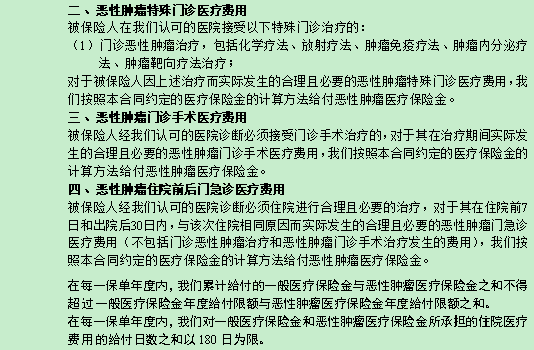 二、恶性肿瘤特殊门诊医疗费用
被保险人在我们认可的医院接受以下特殊门诊治疗的：
（1）门诊恶性肿瘤治疗，包括化学疗法、放射疗法、肿瘤免疫疗法、肿瘤内分泌疗
法、肿瘤靶向疗法治疗；
对于被保险人因上述治疗而实际发生的合理且必要的恶性肿瘤特殊门诊医疗费用，我
们按照本合同约定的医疗保险金的计算方法给付恶性肿瘤医疗保险金。
三、恶性肿瘤门诊手术医疗费用
被保险人经我们认可的医院诊断必须接受门诊手术治疗的，对于其在治疗期间实际发
生的合理且必要的恶性肿瘤门诊手术医疗费用，我们按照本合同约定的医疗保险金的
计算方法给付恶性肿瘤医疗保险金。
四、恶性肿瘤住院前后门急诊医疗费用
被保险人经我们认可的医院诊断必须住院进行合理且必要的治疗，对于其在住院前7
日和出院后30日内，与该次住院相同原因而实际发生的合理且必要的恶性肿瘤门急诊
医疗费用（不包括门诊恶性肿瘤治疗和恶性肿瘤门诊手术治疗发生的费用），我们按
照本合同约定的医疗保险金的计算方法给付恶性肿瘤医疗保险金。
在每一保单年度内，我们累计给付的一般医疗保险金与恶性肿瘤医疗保险金之和不得
超过一般医疗保险金年度给付限额与恶性肿瘤医疗保险金年度给付限额之和。
在每一保单年度内，我们对一般医疗保险金和恶性肿瘤医疗保险金所承担的住院医疗
费用的给付日数之和以180日为限。